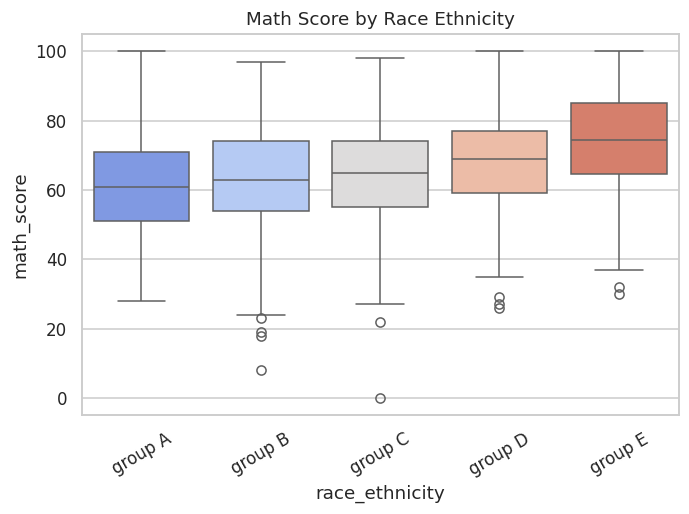 Math Score by Race Ethnicity
math_score
100
80
60
40
20
0
group A
group B
group C
group D
group E
race_ethnicity